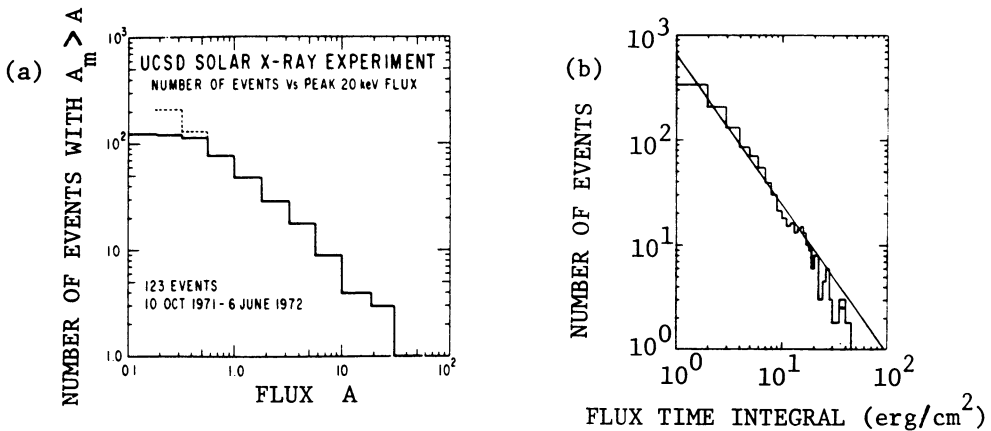 (a)
NUMBER OF EVENTS WITH A_m > A
10^3
10^2
10
1.0
UCSD SOLAR X-RAY EXPERIMENT
NUMBER OF EVENTS Vs PEAK 20 keV FLUX
123 EVENTS
10 OCT 1971 - 6 JUNE 1972
0.1 1.0 10 10^2
FLUX A
(b)
NUMBER OF EVENTS
10^3
10^2
10^1
10^0
10^0 10^1 10^2
FLUX TIME INTEGRAL (erg/cm^2)